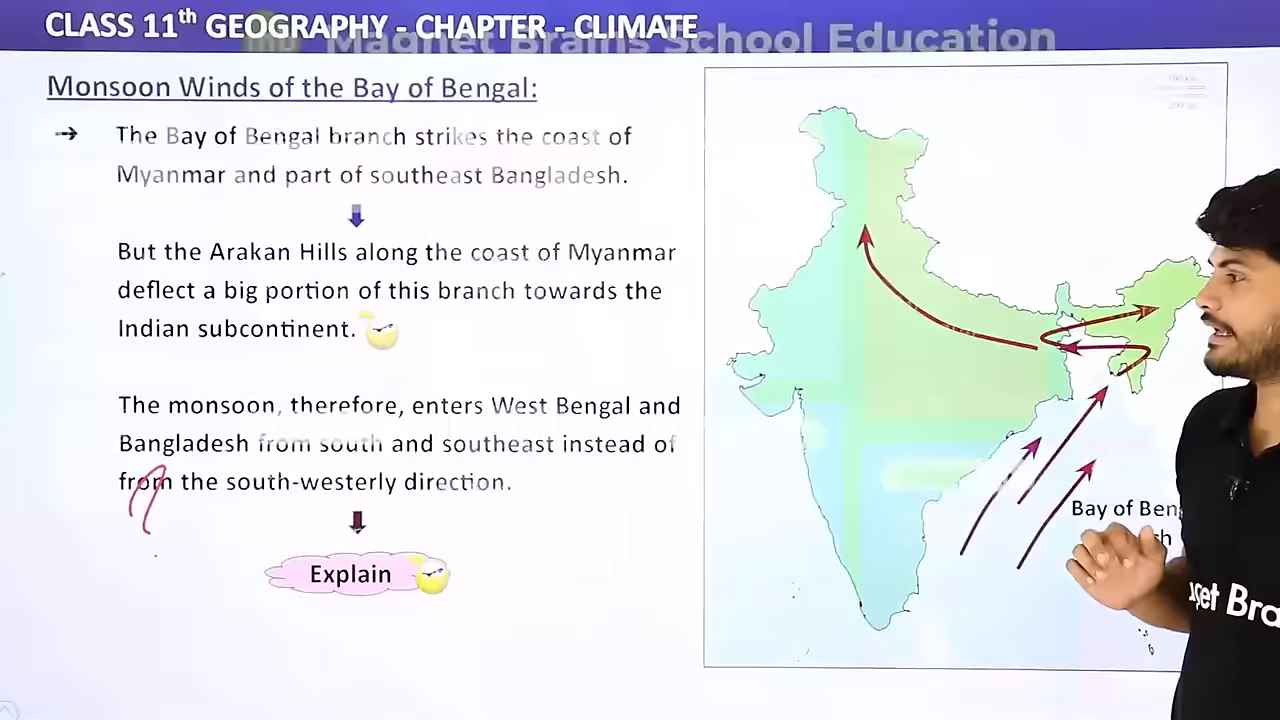 CLASS 11th GEOGRAPHY - CHAPTER - CLIMATE
Magnet Brains School Education
Monsoon Winds of the Bay of Bengal:
→ The Bay of Bengal branch strikes the coast of
Myanmar and part of southeast Bangladesh.
But the Arakan Hills along the coast of Myanmar
deflect a big portion of this branch towards the
Indian subcontinent.
The monsoon, therefore, enters West Bengal and
Bangladesh from south and southeast instead of
from the south-westerly direction.
Explain
Bay of Ben